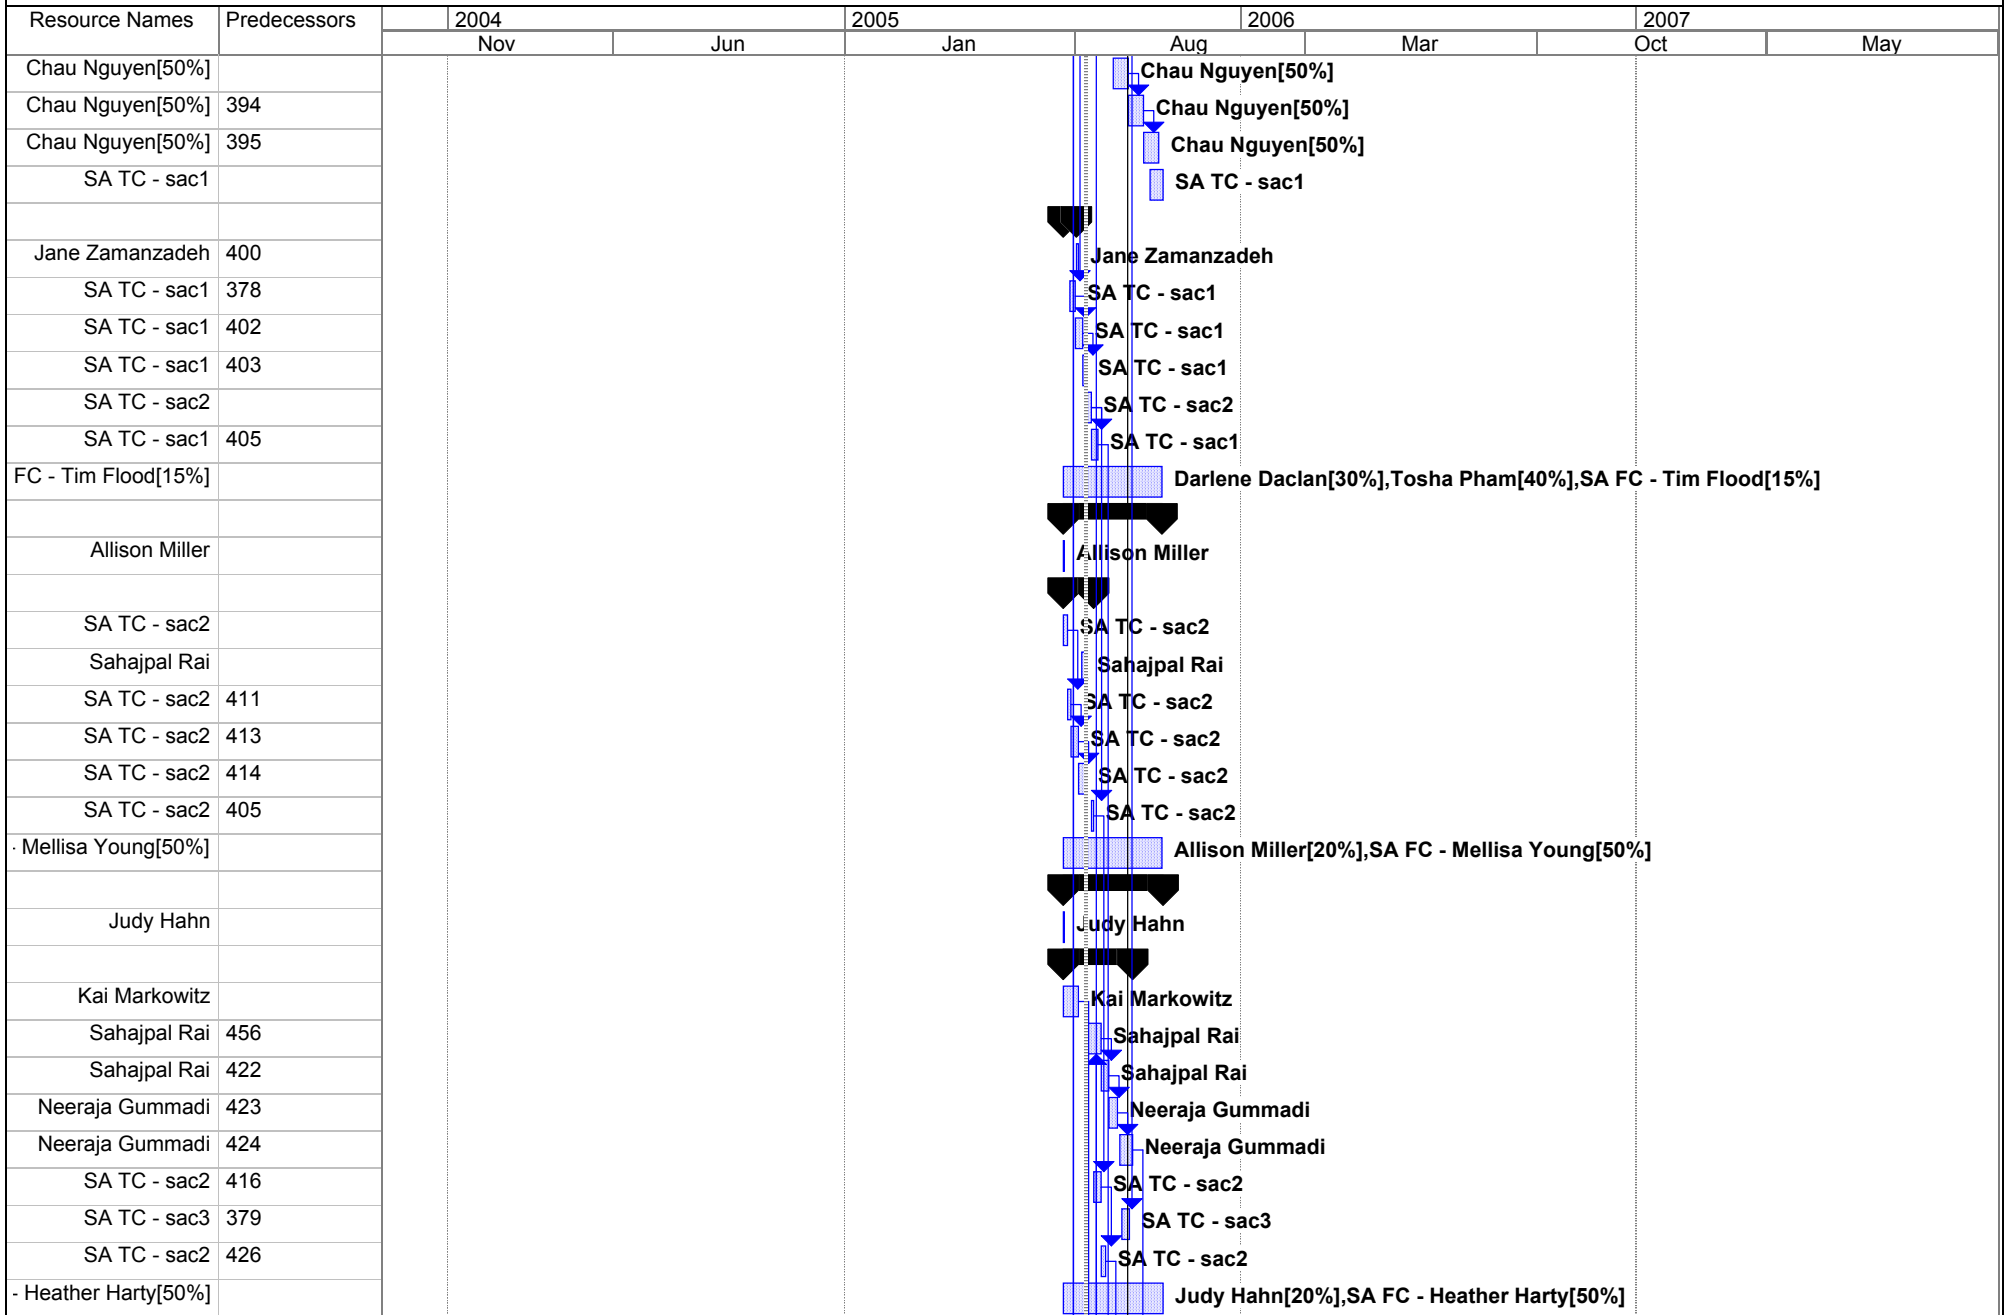 Resource Names Predecessors 2004 2005 2006 2007
Nov Jun Jan Aug Mar Oct May
Chau Nguyen[50%] Chau Nguyen[50%]
Chau Nguyen[50%] 394 Chau Nguyen[50%]
Chau Nguyen[50%] 395 Chau Nguyen[50%]
SA TC - sac1 SA TC - sac1
Jane Zamanzadeh 400 Jane Zamanzadeh
SA TC - sac1 378 SA TC - sac1
SA TC - sac1 402 SA TC - sac1
SA TC - sac1 403 SA TC - sac1
SA TC - sac2 SA TC - sac2
SA TC - sac1 405 SA TC - sac1
FC - Tim Flood[15%] Darlene Daclan[30%],Tosha Pham[40%],SA FC - Tim Flood[15%]
Allison Miller Allison Miller
SA TC - sac2 SA TC - sac2
Sahajpal Rai Sahajpal Rai
SA TC - sac2 411 SA TC - sac2
SA TC - sac2 413 SA TC - sac2
SA TC - sac2 414 SA TC - sac2
SA TC - sac2 405 SA TC - sac2
- Mellisa Young[50%] Allison Miller[20%],SA FC - Mellisa Young[50%]
Judy Hahn Judy Hahn
Kai Markowitz Kai Markowitz
Sahajpal Rai 456 Sahajpal Rai
Sahajpal Rai 422 Sahajpal Rai
Neeraja Gummadi 423 Neeraja Gummadi
Neeraja Gummadi 424 Neeraja Gummadi
SA TC - sac2 416 SA TC - sac2
SA TC - sac3 379 SA TC - sac3
SA TC - sac2 426 SA TC - sac2
- Heather Harty[50%] Judy Hahn[20%],SA FC - Heather Harty[50%]